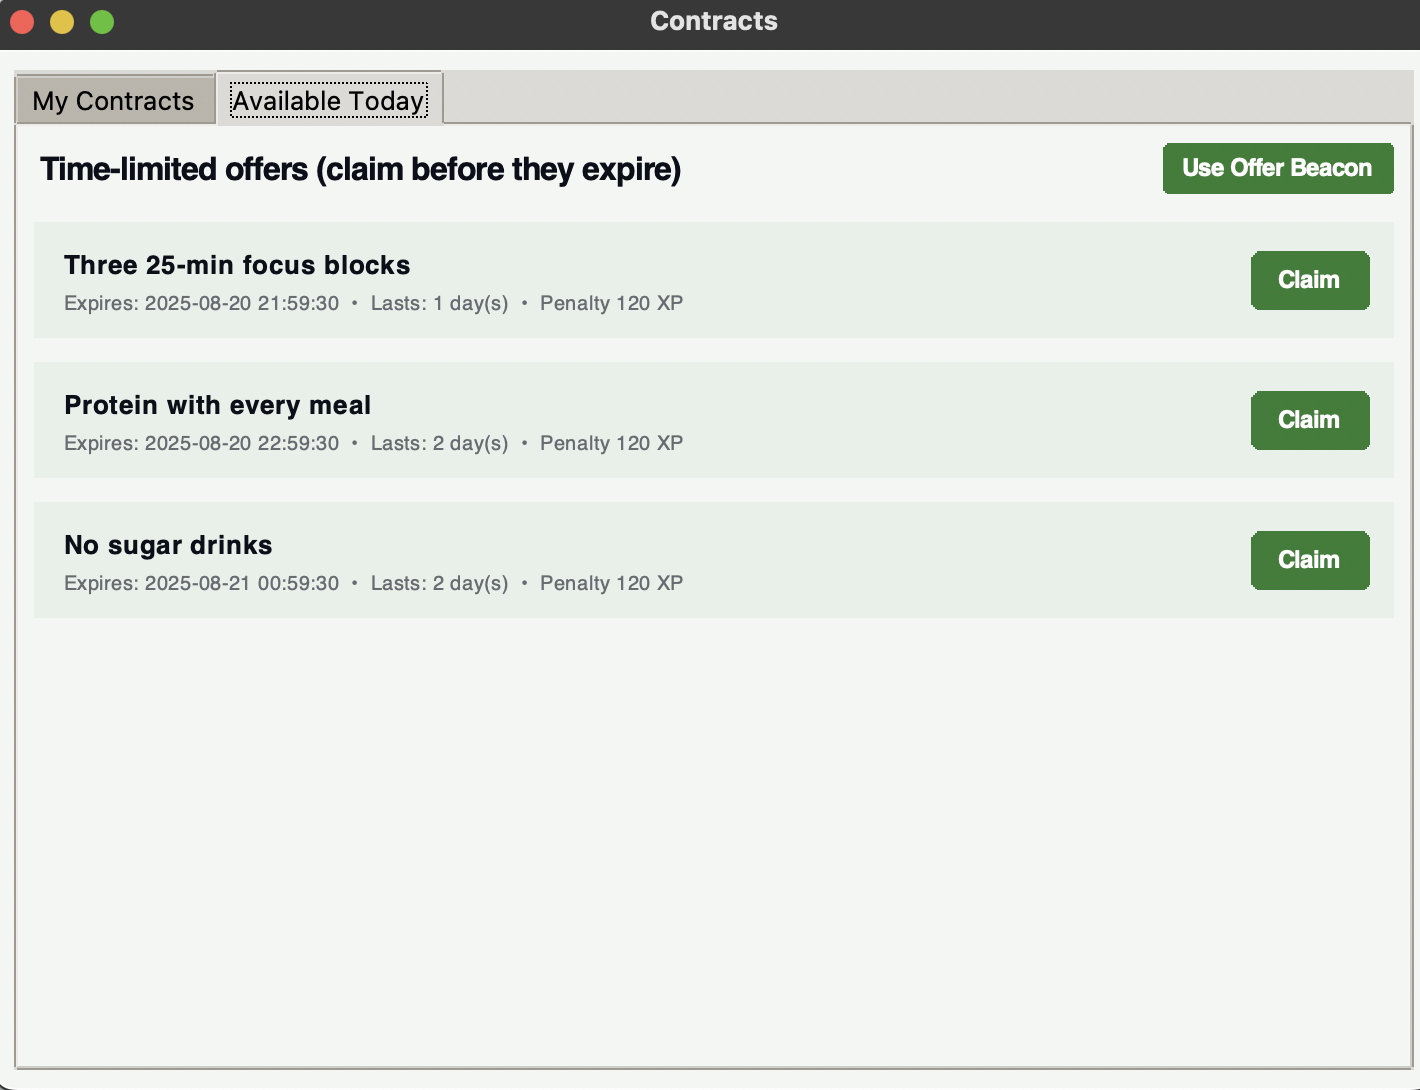 Contracts
My Contracts
Available Today
Time-limited offers (claim before they expire)
Use Offer Beacon
Three 25-min focus blocks
Expires: 2025-08-20 21:59:30 • Lasts: 1 day(s) • Penalty 120 XP
Claim
Protein with every meal
Expires: 2025-08-20 22:59:30 • Lasts: 2 day(s) • Penalty 120 XP
Claim
No sugar drinks
Expires: 2025-08-21 00:59:30 • Lasts: 2 day(s) • Penalty 120 XP
Claim